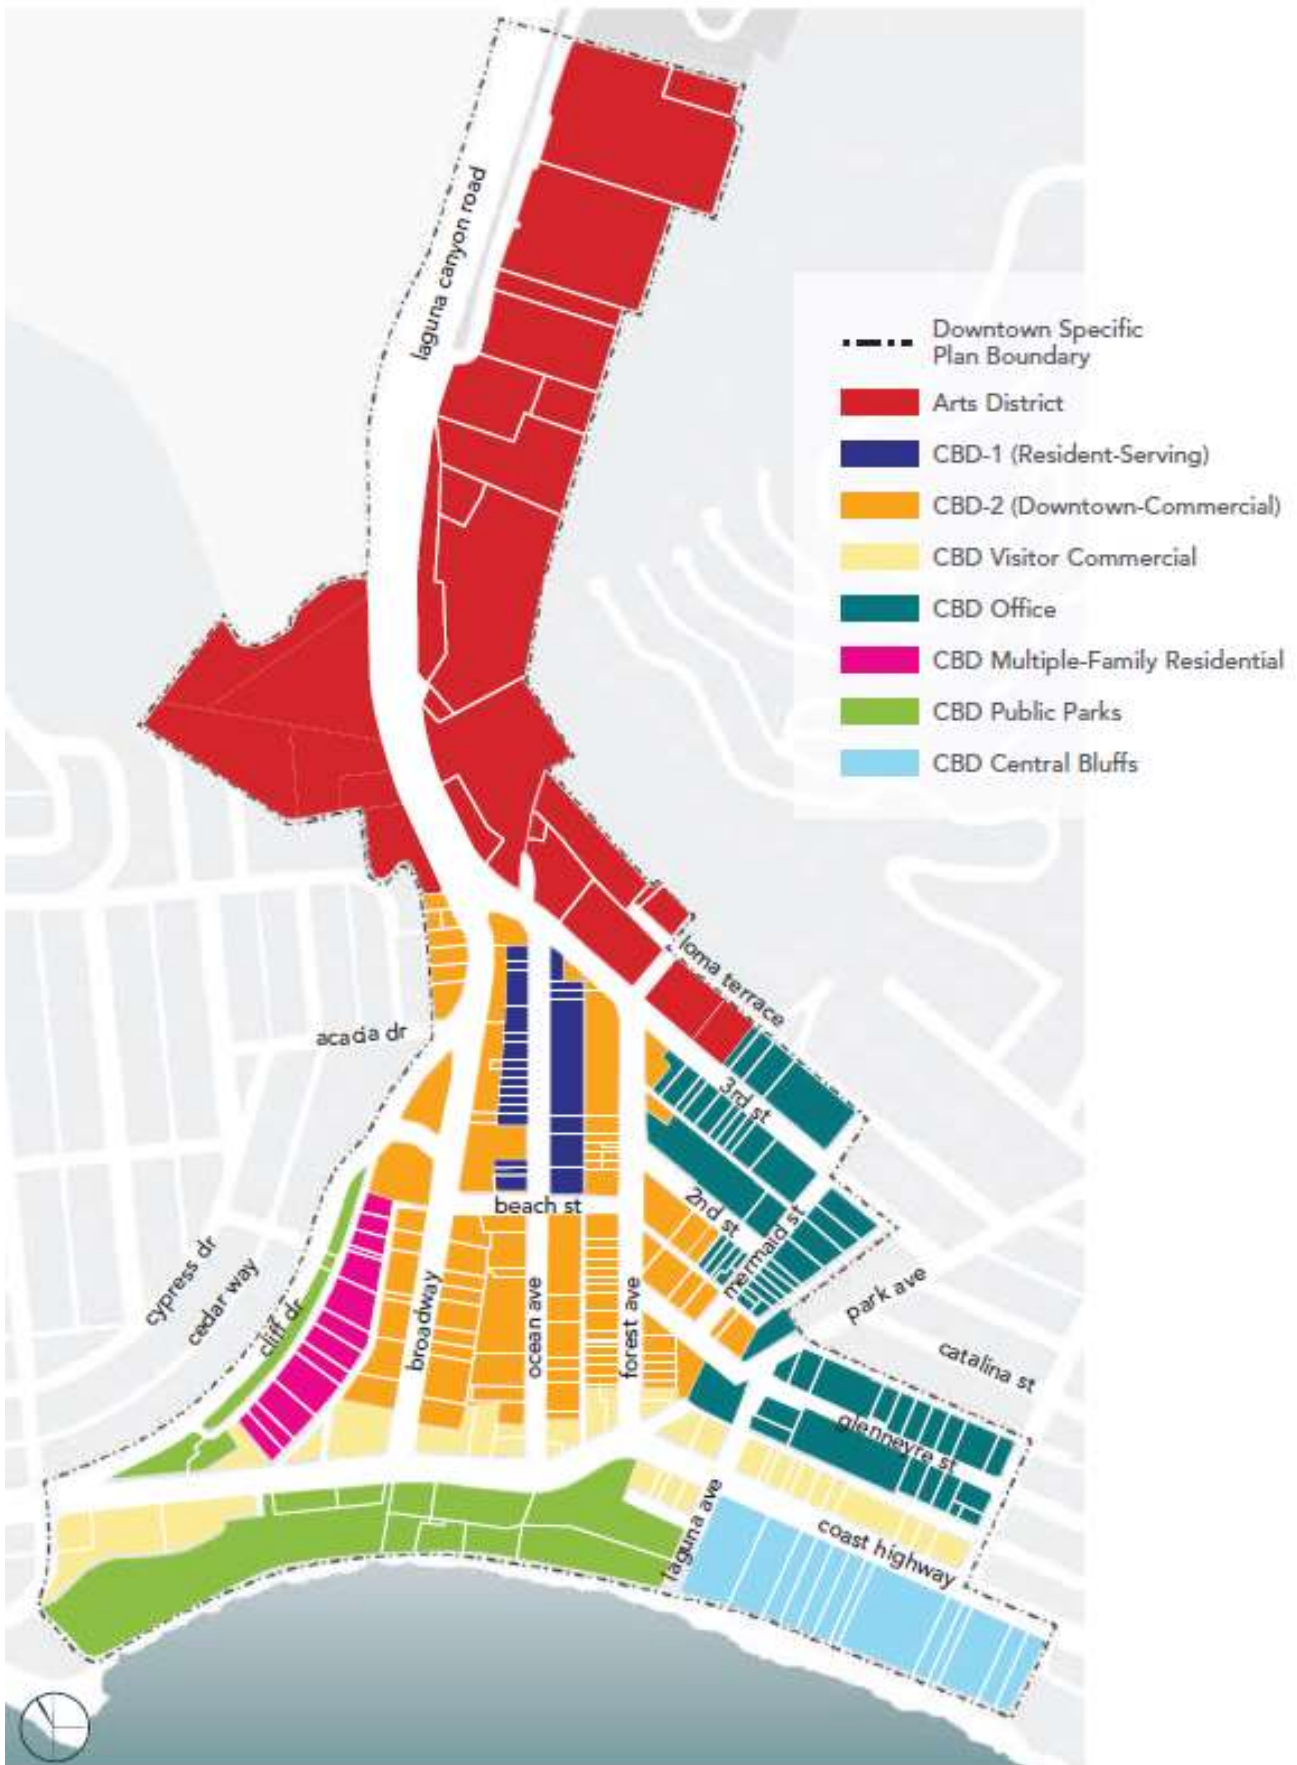 laguna canyon road
Downtown Specific
Plan Boundary
Arts District
CBD-1 (Resident-Serving)
CBD-2 (Downtown-Commercial)
CBD Visitor Commercial
CBD Office
CBD Multiple-Family Residential
CBD Public Parks
CBD Central Bluffs
loma terrace
acacia dr
3rd st
beach st
2nd st
mermaid st
cypress dr
cedar way
cliff dr
broadway
ocean ave
forest ave
park ave
catalina st
glenneyre st
laguna ave
coast highway